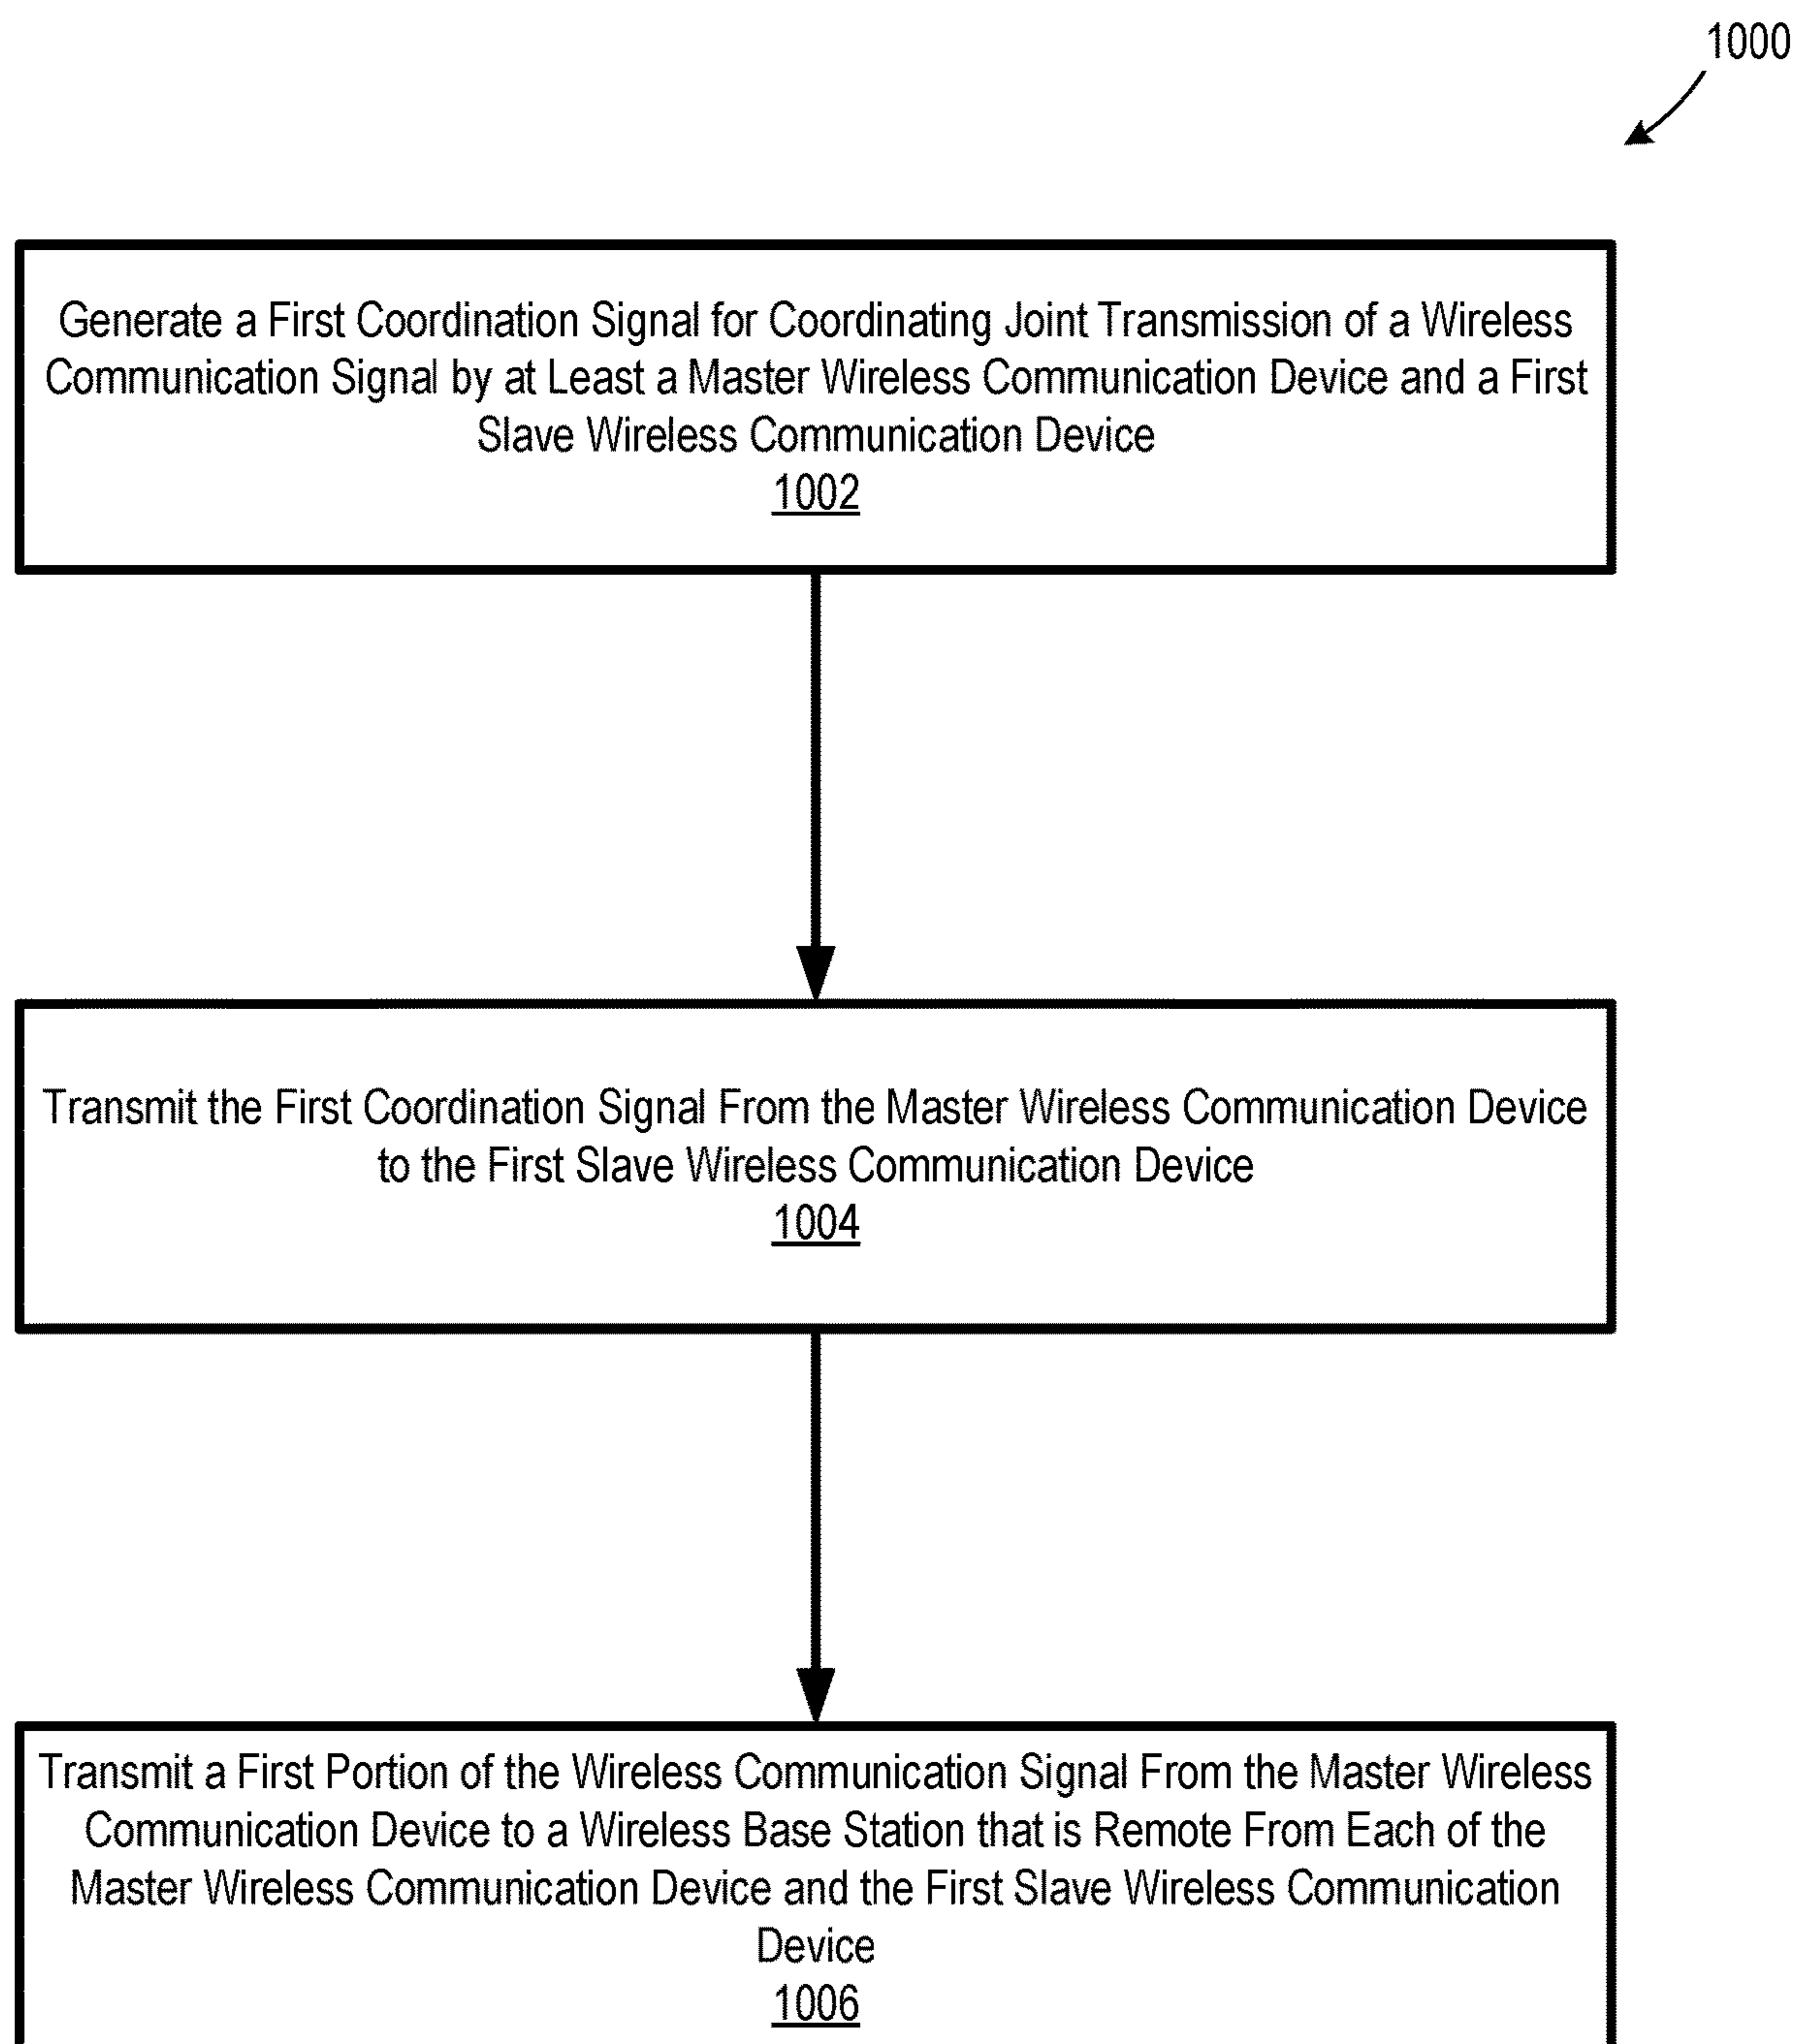 1000
Generate a First Coordination Signal for Coordinating Joint Transmission of a Wireless
Communication Signal by at Least a Master Wireless Communication Device and a First
Slave Wireless Communication Device
1002
Transmit the First Coordination Signal From the Master Wireless Communication Device
to the First Slave Wireless Communication Device
1004
Transmit a First Portion of the Wireless Communication Signal From the Master Wireless
Communication Device to a Wireless Base Station that is Remote From Each of the
Master Wireless Communication Device and the First Slave Wireless Communication
Device
1006